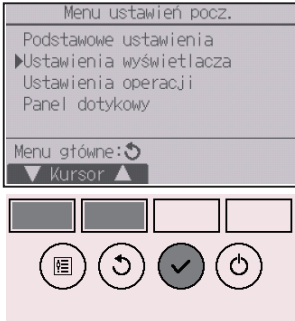 Menu ustawień pocz.
Podstawowe ustawienia
▶Ustawienia wyświetlacza
Ustawienia operacji
Panel dotykowy
Menu główne:↺
▼ Kursor ▲